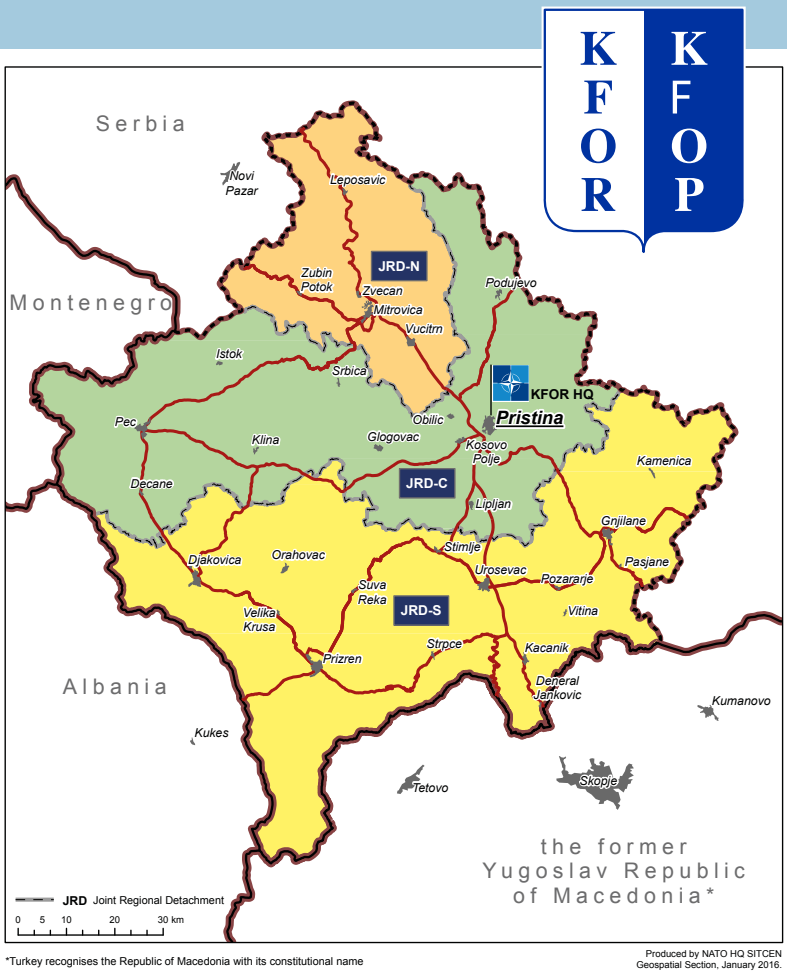 K K
F F
O O
R P
Serbia
Novi
Pazar
Leposavic
JRD-N
Montenegro
Zubin
Potok
Zvecan
Mitrovica
Podujevo
Vucitrn
Istok
Srbica
KFOR HQ
Pec
Obilic
Pristina
Klina
Glogovac
Kosovo
Polje
Kamenica
Decane
JRD-C
Lipljan
Gnjilane
Djakovica
Orahovac
Stimlje
Pasjane
Suva
Reka
Urosevac
Pozararje
Velika
Krusa
JRD-S
Vitina
Prizren
Strpce
Kacanik
Albania
Deneral
Jankovic
Kumanovo
Kukes
Tetovo
Skopje
the former
Yugoslav Republic
of Macedonia*
JRD Joint Regional Detachment
0 5 10 20 30 km
*Turkey recognises the Republic of Macedonia with its constitutional name
Produced by NATO HQ SITCEN
Geospatial Section, January 2016.